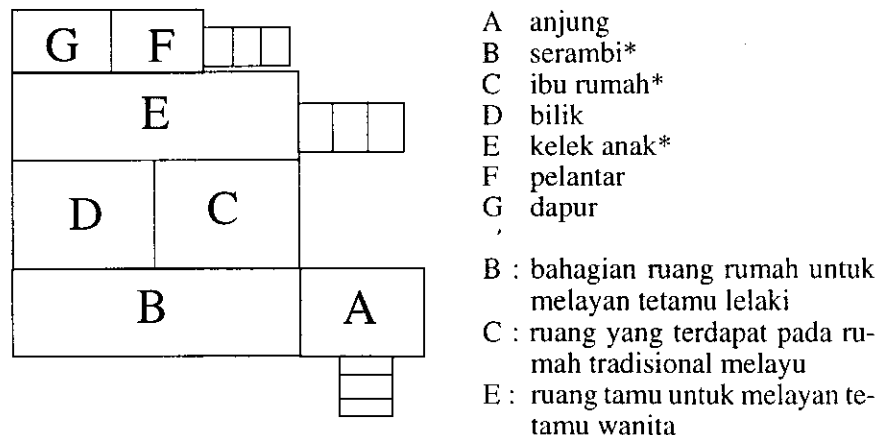 G F
E
D C
B A
A anjung
B serambi*
C ibu rumah*
D bilik
E kelek anak*
F pelantar
G dapur
B : bahagian ruang rumah untuk
melayan tetamu lelaki
C : ruang yang terdapat pada ru-
mah tradisional melayu
E : ruang tamu untuk melayan te-
tamu wanita